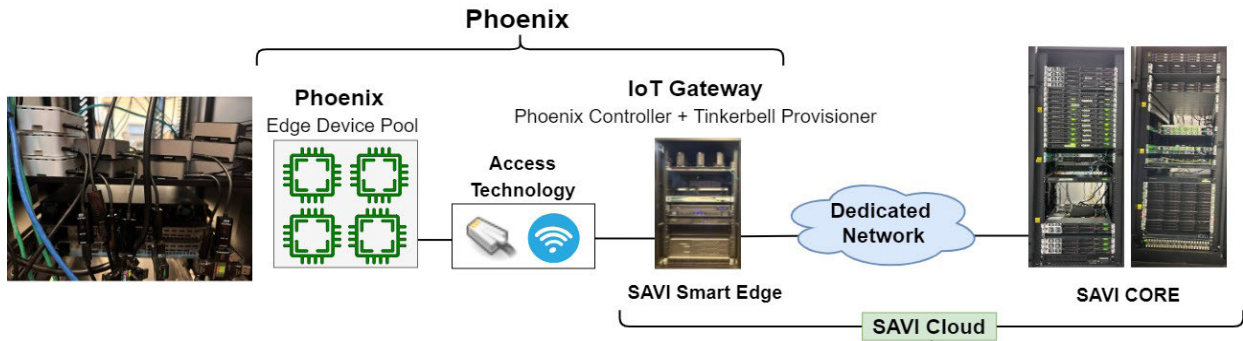 Phoenix
Phoenix
Edge Device Pool
IoT Gateway
Phoenix Controller + Tinkerbell Provisioner
Access
Technology
Dedicated
Network
SAVI Smart Edge
SAVI CORE
SAVI Cloud